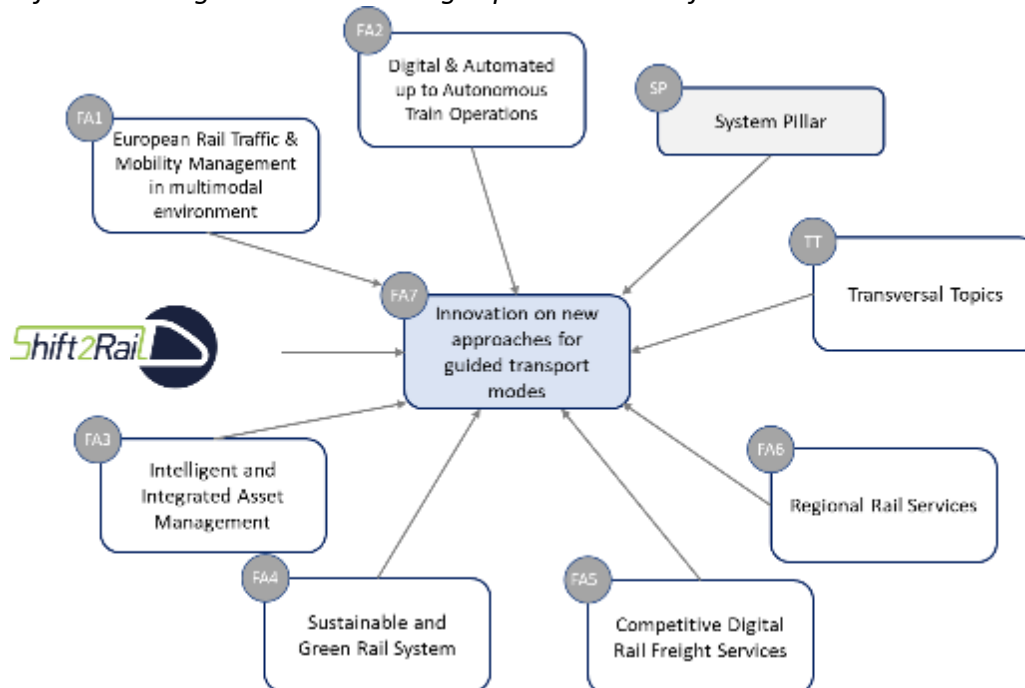 FA2
Digital & Automated
up to Autonomous
Train Operations
SP
System Pillar
FA1
European Rail Traffic &
Mobility Management
in multimodal
environment
TT
Transversal Topics
FA7
Innovation on new
approaches for
guided transport
modes
Shift2Rail
FA3
Intelligent and
Integrated Asset
Management
FA6
Regional Rail Services
FA4
Sustainable and
Green Rail System
FA5
Competitive Digital
Rail Freight Services